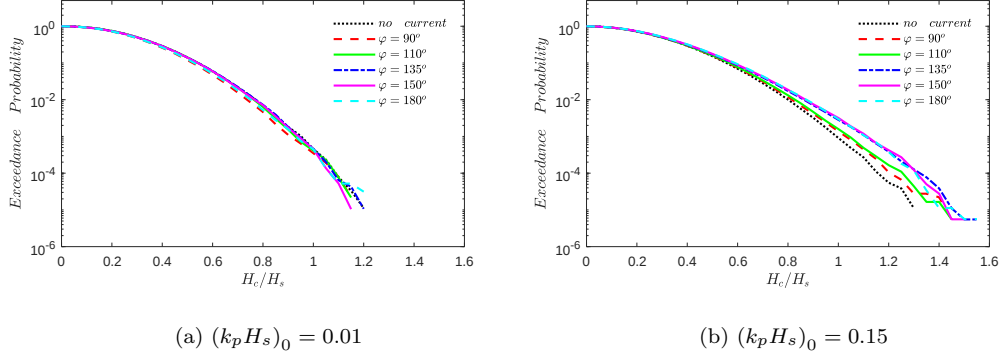 10^0
10^-2
10^-4
10^-6
Exceedance Probability
0 0.2 0.4 0.6 0.8 1 1.2 1.4 1.6
H_c/H_s
no current
φ = 90°
φ = 110°
φ = 135°
φ = 150°
φ = 180°
(a) (k_pH_s)_0 = 0.01
10^0
10^-2
10^-4
10^-6
Exceedance Probability
0 0.2 0.4 0.6 0.8 1 1.2 1.4 1.6
H_c/H_s
no current
φ = 90°
φ = 110°
φ = 135°
φ = 150°
φ = 180°
(b) (k_pH_s)_0 = 0.15